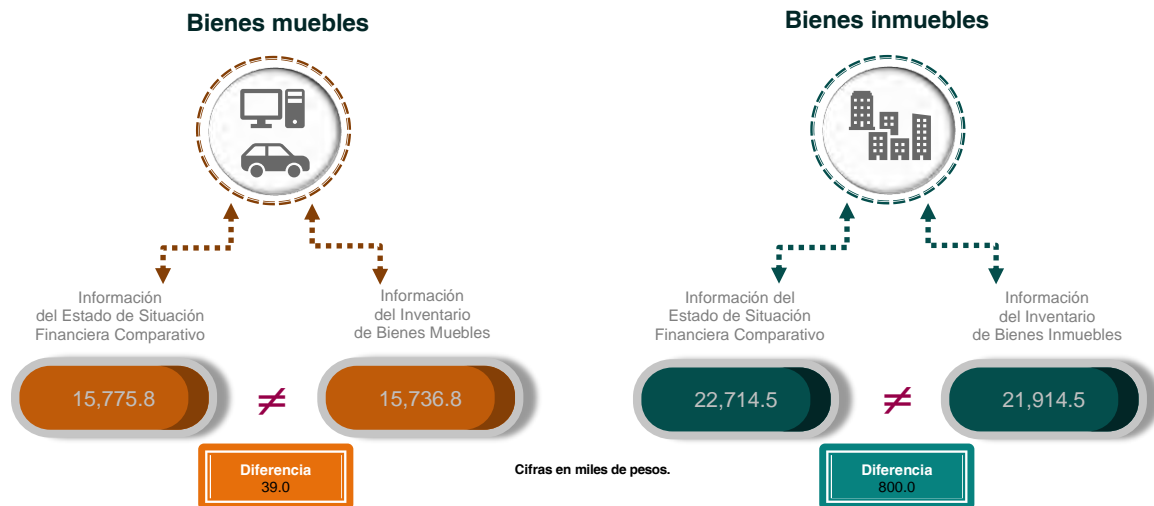 Bienes muebles
Información
del Estado de Situación
Financiera Comparativo
Información
del Inventario
de Bienes Muebles
15,775.8
≠
15,736.8
Diferencia
39.0
Cifras en miles de pesos.
Bienes inmuebles
Información del
Estado de Situación
Financiera Comparativo
Información
del Inventario
de Bienes Inmuebles
22,714.5
≠
21,914.5
Diferencia
800.0